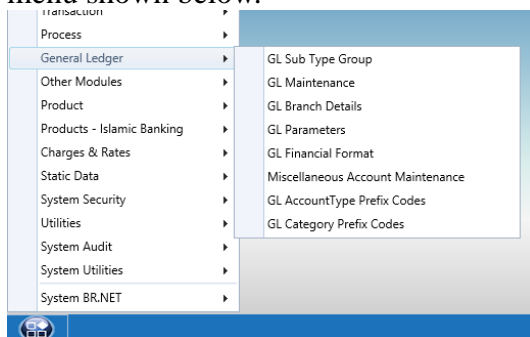 menu shown below.
Transaction
Process
General Ledger
Other Modules
Product
Products - Islamic Banking
Charges & Rates
Static Data
System Security
Utilities
System Audit
System Utilities
System BR.NET
GL Sub Type Group
GL Maintenance
GL Branch Details
GL Parameters
GL Financial Format
Miscellaneous Account Maintenance
GL AccountType Prefix Codes
GL Category Prefix Codes